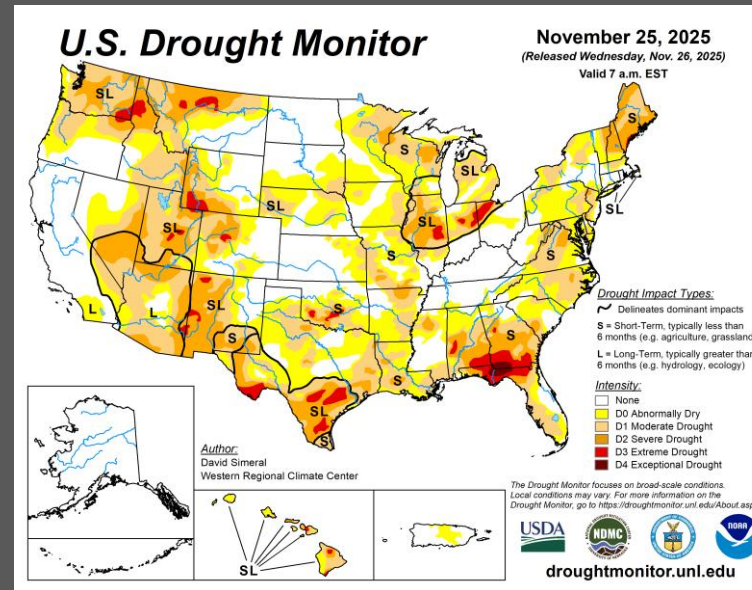 U.S. Drought Monitor
November 25, 2025
(Released Wednesday, Nov. 26, 2025)
Valid 7 a.m. EST
SL
S
S
SL
SL
SL
SL
SL
S
S
L
L
SL
S
S
S
S
SL
S
Drought Impact Types:
Delineates dominant impacts
S = Short-Term, typically less than
6 months (e.g. agriculture, grassland
L = Long-Term, typically greater than
6 months (e.g. hydrology, ecology)
Intensity:
None
D0 Abnormally Dry
D1 Moderate Drought
D2 Severe Drought
D3 Extreme Drought
D4 Exceptional Drought
Author:
David Simeral
Western Regional Climate Center
SL
The Drought Monitor focuses on broad-scale conditions.
Local conditions may vary. For more information on the
Drought Monitor, go to https://droughtmonitor.unl.edu/About.asp
USDA
NDMC
NOAA
droughtmonitor.unl.edu